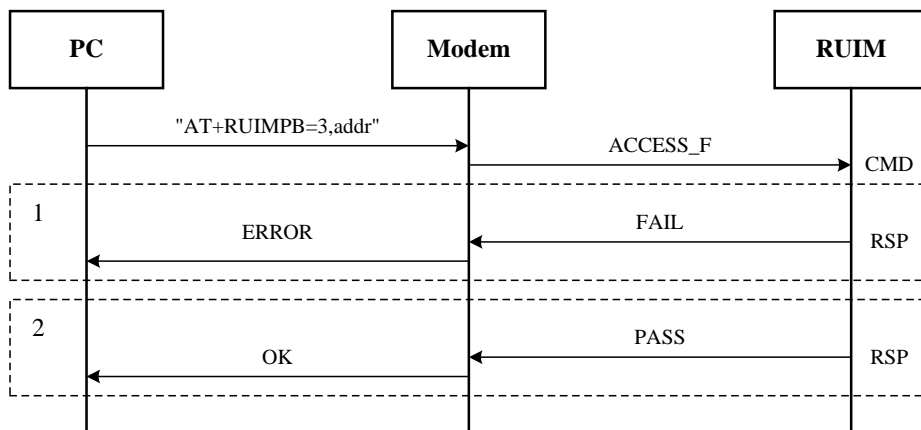 PC
Modem
RUIM
"AT+RUIMPB=3,addr"
ACCESS_F
CMD
1
ERROR
FAIL
RSP
2
OK
PASS
RSP